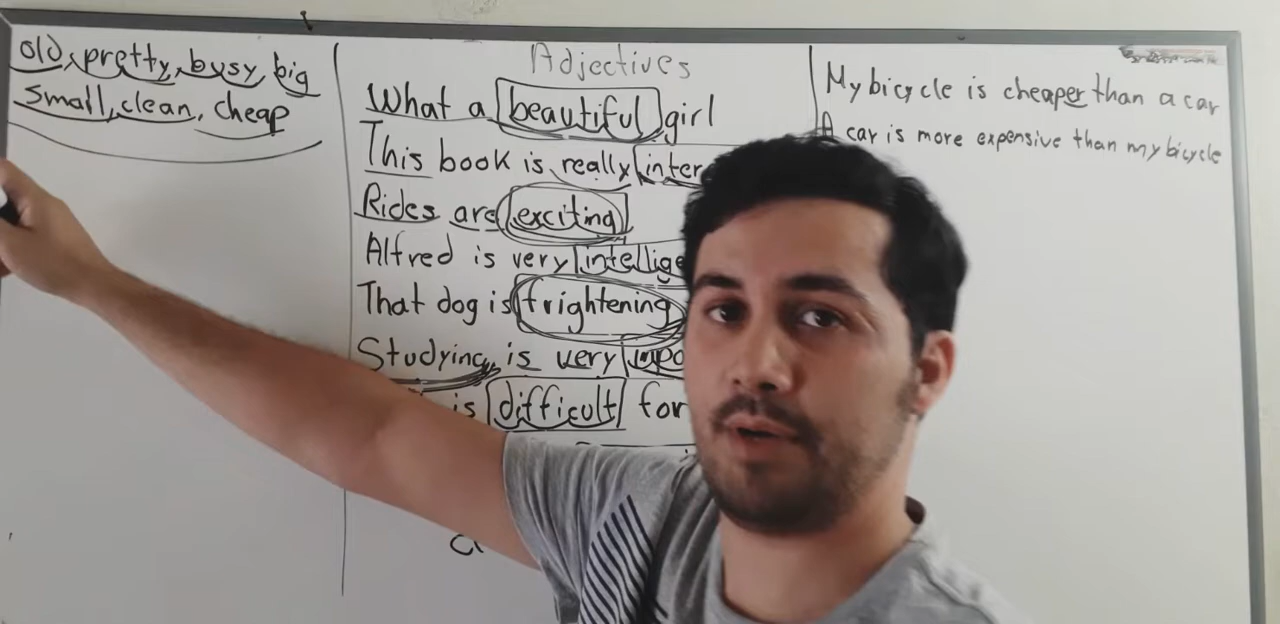 old, pretty, busy, big
small, clean, cheap
Adjectives
What a beautiful girl
This book is really
Rides are exciting
Alfred is very
That dog is frightening
Studying is very
is difficult for
My bicycle is cheaper than a car
A car is more expensive than my bicycle